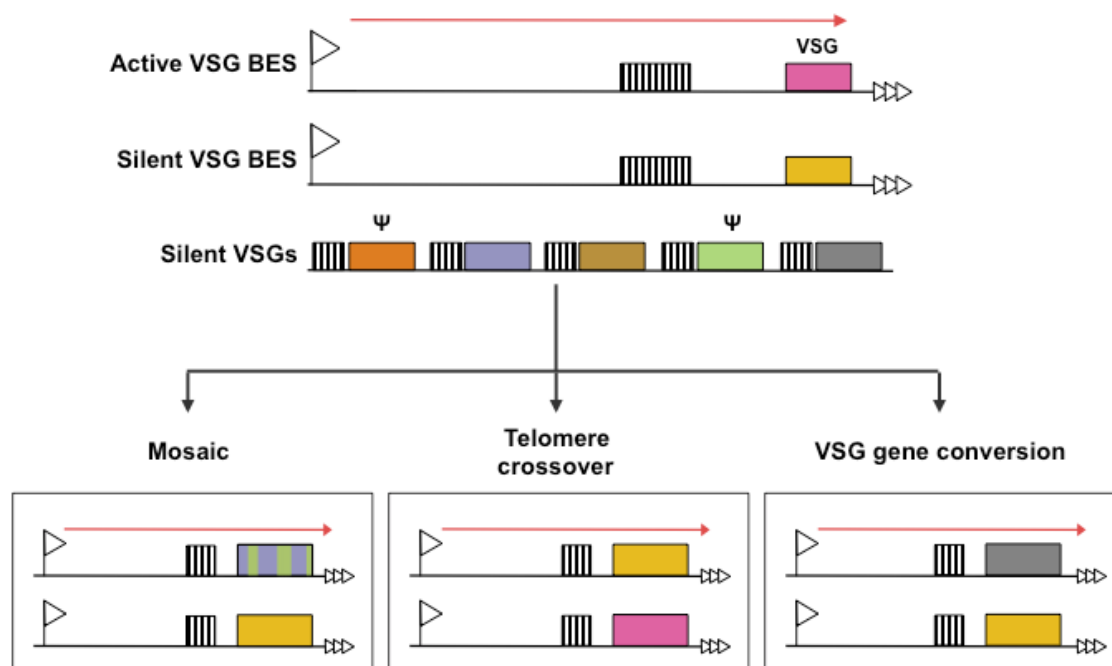 VSG
Active VSG BES
Silent VSG BES
Ψ Ψ
Silent VSGs
Mosaic
Telomere
crossover
VSG gene conversion